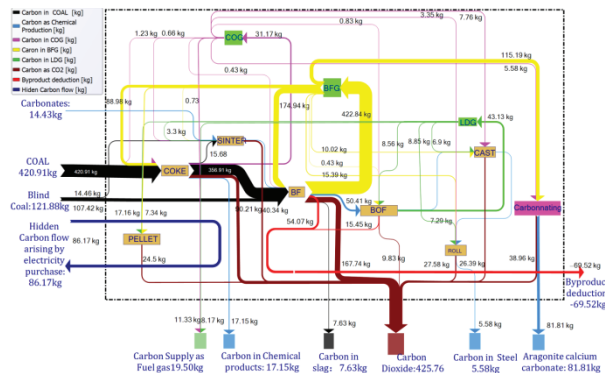 Carbon in COAL [kg]
Carbon as Chemical
Production [kg]
Carbon in COG [kg]
Caron in BFG [kg]
Carbon in LDG [kg]
Carbon as CO2 [kg]
Byproduct deduction [kg]
Hiden Carbon flow [kg]
3.35 kg
7.76 kg
1.23 kg
0.66 kg
31.17 kg
0.83 kg
COG
0.43 kg
115.19 kg
5.58 kg
BFG
88.98 kg
0.73
174.94 kg
422.84 kg
Carbonates:
14.43kg
3.3 kg
SINTER
LDG
43.13 kg
8.56 kg
8.85 kg
6.9 kg
10.02 kg
0.43 kg
15.39 kg
CAST
15.68
COAL
420.91kg
420.91 kg
COKE
356.91 kg
BF
Blind
Coal:121.88kg
14.46 kg
107.42 kg
90.21 kg
40.34 kg
50.41 kg
BOF
Carbonnating
17.16 kg
7.34 kg
54.07 kg
15.45 kg
7.29 kg
Hidden
Carbon flow
arising by
electricity
purchase:
86.17kg
86.17 kg
PELLET
24.5 kg
ROLL
167.74 kg
9.83 kg
27.58 kg
26.39 kg
38.96 kg
-69.52 kg
Byproduct
deduction:
-69.52kg
11.33 kg
8.17 kg
17.15 kg
7.63 kg
5.58 kg
81.81 kg
Carbon Supply as
Fuel gas19.50kg
Carbon in Chemical
products: 17.15kg
Carbon in
slag: 7.63kg
Carbon
Dioxide:425.76
Carbon in Steel
5.58kg
Aragonite calcium
carbonate: 81.81kg